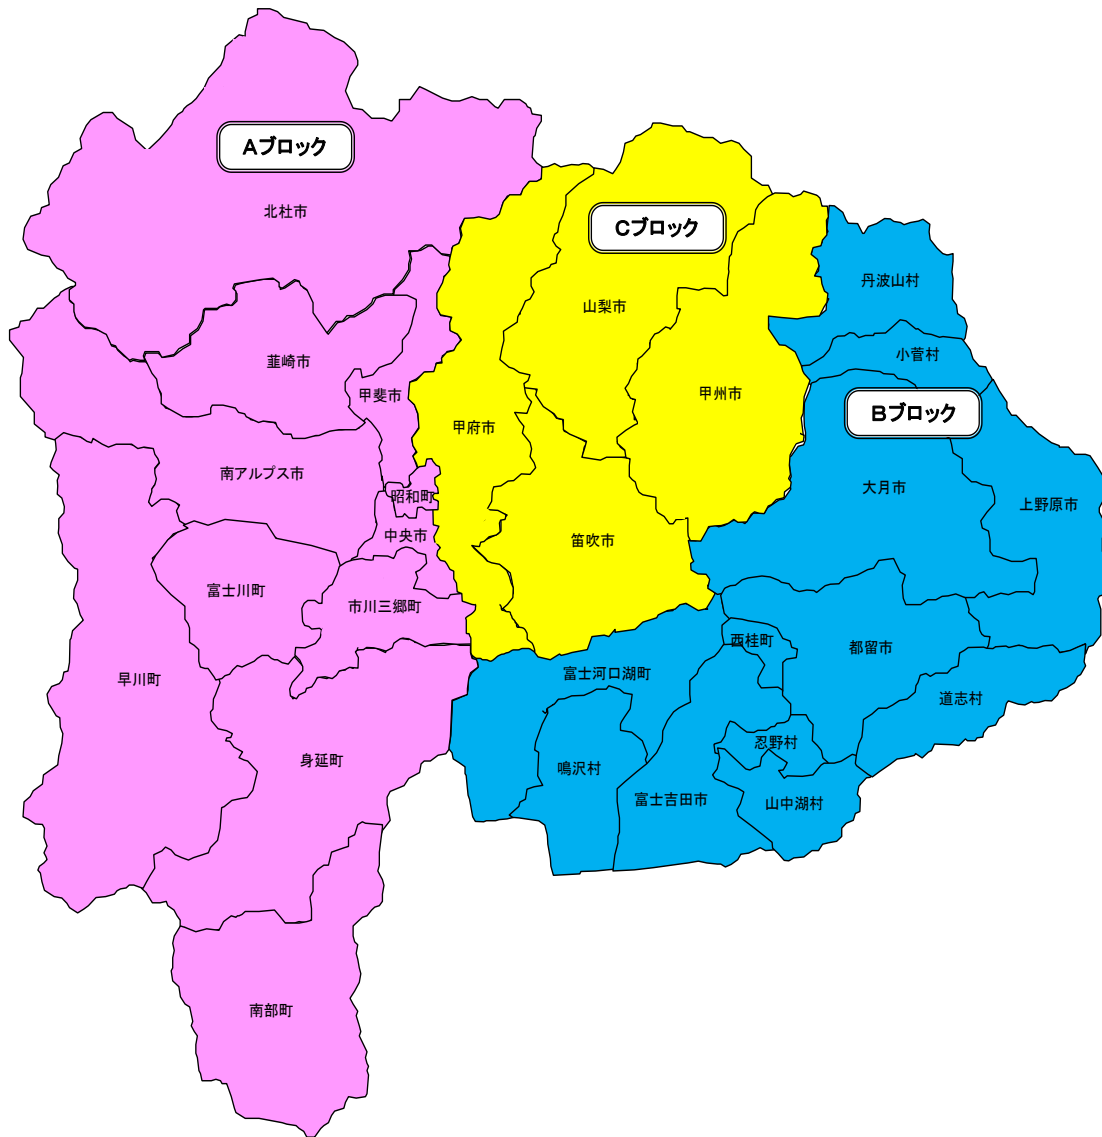 Aブロック
北杜市
Cブロック
丹波山村
山梨市
小菅村
韮崎市
甲斐市
甲州市
Bブロック
甲府市
南アルプス市
大月市
昭和町
上野原市
中央市
笛吹市
富士川町
市川三郷町
西桂町
都留市
富士河口湖町
早川町
道志村
忍野村
身延町
鳴沢村
富士吉田市
山中湖村
南部町